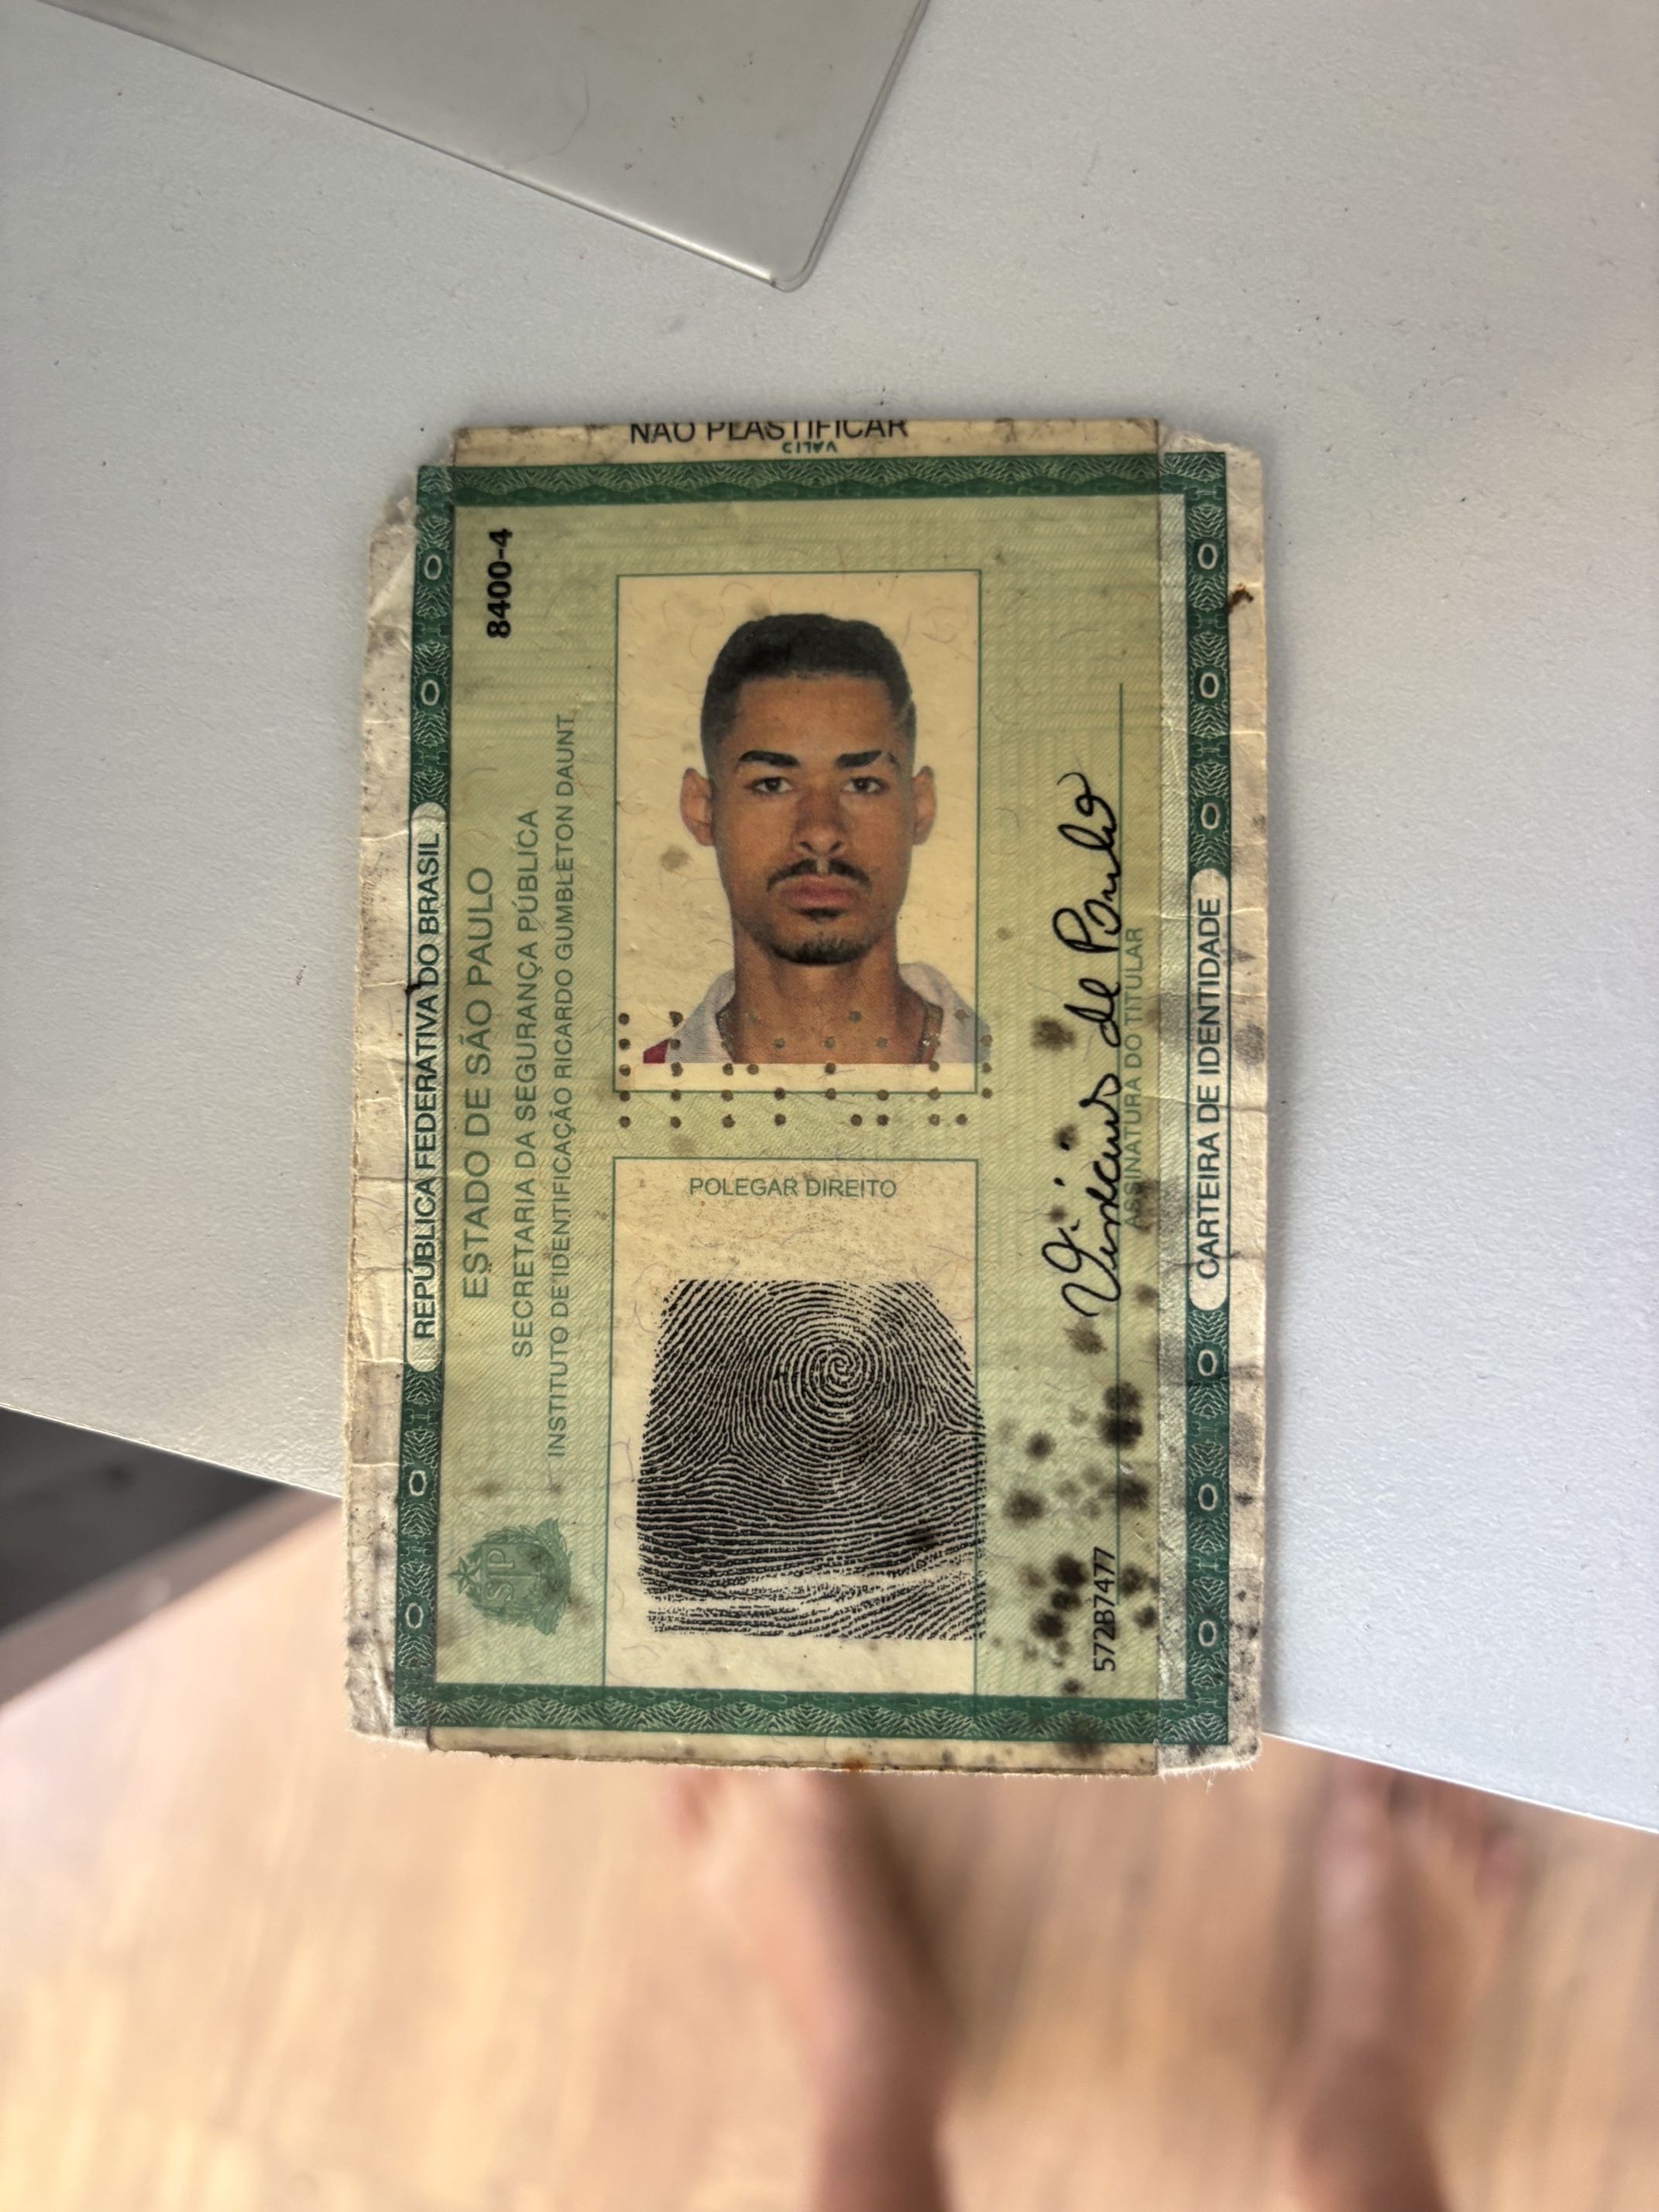 NÃO PLASTIFICAR
VALID
REPÚBLICA FEDERATIVA DO BRASIL
8400-4
ESTADO DE SÃO PAULO
SECRETARIA DA SEGURANÇA PÚBLICA
INSTITUTO DE IDENTIFICAÇÃO RICARDO GUMBLETON DAUNT
SP
POLEGAR DIREITO
Vinicius de Paula
ASSINATURA DO TITULAR
572B7477
CARTEIRA DE IDENTIDADE